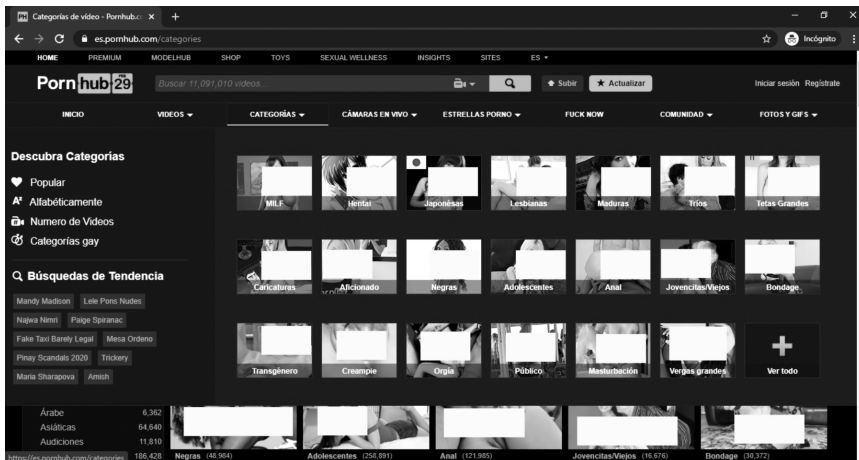 PH Categorías de vídeo - Pornhub.co
es.pornhub.com/categories
Incógnito
HOME PREMIUM MODELHUB SHOP TOYS SEXUAL WELLNESS INSIGHTS SITES ES
Porn hub 29
Buscar 11,091,010 videos...
Subir
Actualizar
Iniciar sesión Regístrate
INICIO VIDEOS CATEGORÍAS CÁMARAS EN VIVO ESTRELLAS PORNO FUCK NOW COMUNIDAD FOTOS Y GIFS
Descubra Categorías
Popular
Alfabéticamente
Numero de Videos
Categorías gay
Búsquedas de Tendencia
Mandy Madison Lele Pons Nudes
Najwa Nimri Paige Spiranac
Fake Taxi Barely Legal Mesa Ordeno
Pinay Scandals 2020 Trickery
Maria Sharapova Amish
MILF Hentai Japonésas Lesbianas Maduras Tríos Tetas Grandes
Caricaturas Aficionado Negras Adolescentes Anal Jovencitas/Viejos Bondage
Transgénero Creampie Orgía Público Masturbación Vergas grandes Ver todo
Árabe 6,362
Asiáticas 64,640
Audiciones 11,810
https://es.pornhub.com/categories 186,428
Negras (48,984) Adolescentes (258,891) Anal (121,985) Jovencitas/Viejos (16,676) Bondage (30,372)